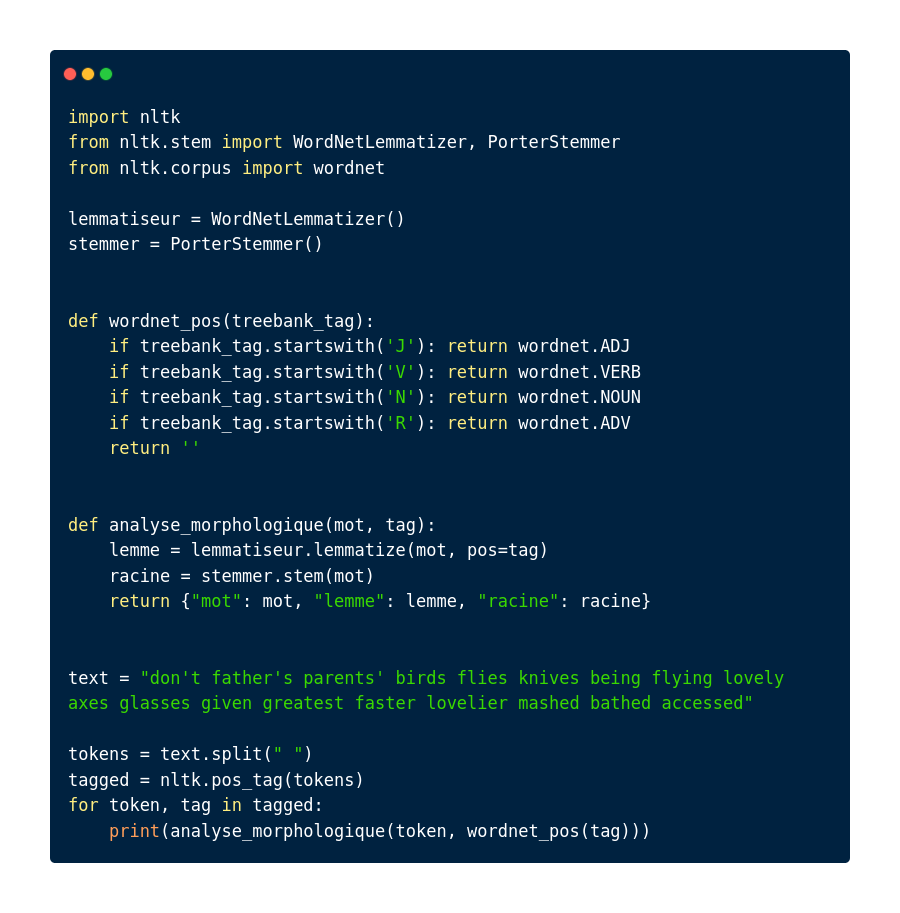 import nltk
from nltk.stem import WordNetLemmatizer, PorterStemmer
from nltk.corpus import wordnet

lemmatiseur = WordNetLemmatizer()
stemmer = PorterStemmer()


def wordnet_pos(treebank_tag):
    if treebank_tag.startswith('J'): return wordnet.ADJ
    if treebank_tag.startswith('V'): return wordnet.VERB
    if treebank_tag.startswith('N'): return wordnet.NOUN
    if treebank_tag.startswith('R'): return wordnet.ADV
    return ''


def analyse_morphologique(mot, tag):
    lemme = lemmatiseur.lemmatize(mot, pos=tag)
    racine = stemmer.stem(mot)
    return {"mot": mot, "lemme": lemme, "racine": racine}


text = "don't father's parents' birds flies knives being flying lovely
axes glasses given greatest faster lovelier mashed bathed accessed"

tokens = text.split(" ")
tagged = nltk.pos_tag(tokens)
for token, tag in tagged:
    print(analyse_morphologique(token, wordnet_pos(tag)))